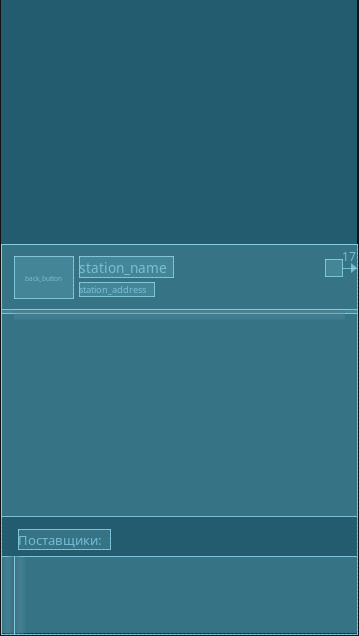 17
station_name
back_button
station_address
Поставщики: